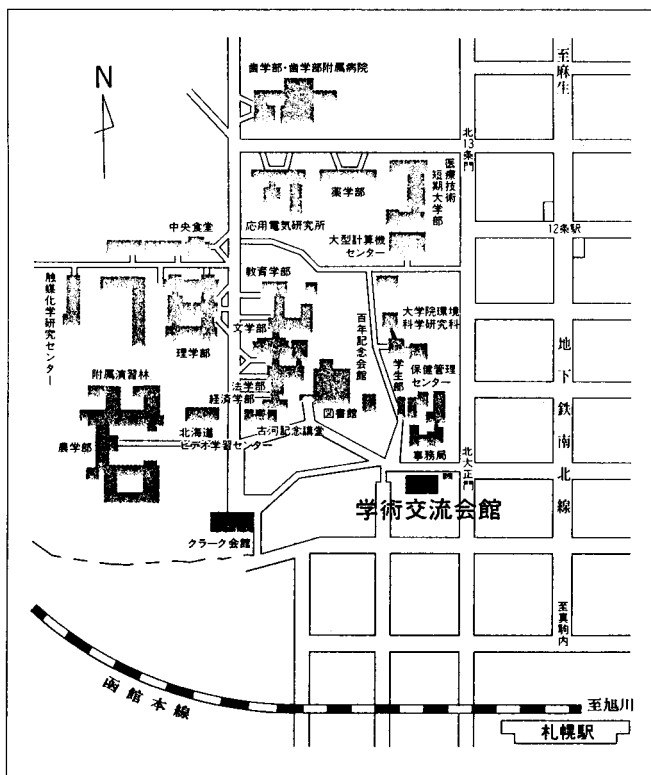 歯学部・歯学部附属病院
至麻生
N
北13条門
薬学部
医療技術
短期大学部
応用電気研究所
中央食堂
大型計算機
センター
12条駅
教育学部
触媒化学研究センター
文学部
百年記念会館
大学院環境
科学研究科
理学部
地下鉄南北線
学生部
保健管理
センター
附属演習林
法学部
経済学部
図書館
北海道
ビデオ学習センター
古河記念講堂
農学部
事務局
北大正門
学術交流会館
クラーク会館
至真駒内
函館本線
至旭川
札幌駅